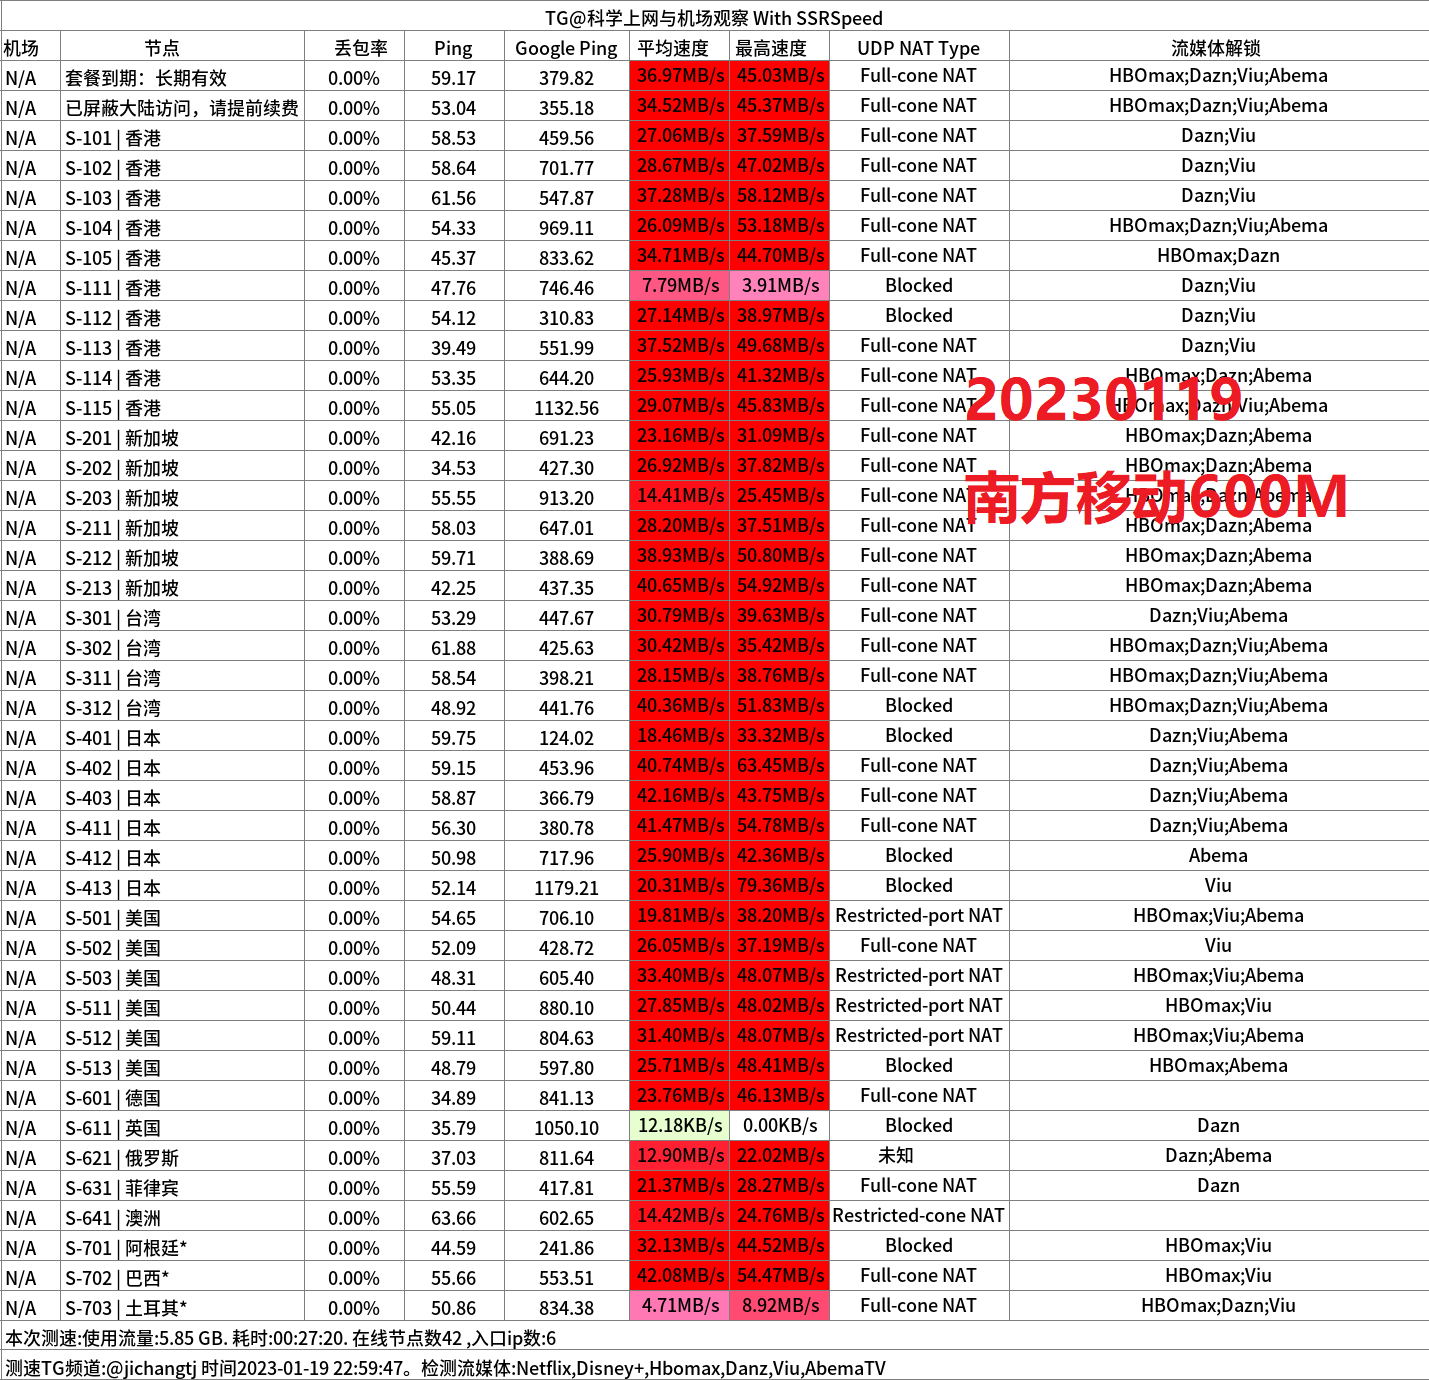 TG@科学上网与机场观察 With SSRSpeed
机场 节点 丢包率 Ping Google Ping 平均速度 最高速度 UDP NAT Type 流媒体解锁
N/A 套餐到期：长期有效 0.00% 59.17 379.82 36.97MB/s 45.03MB/s Full-cone NAT HBOmax;Dazn;Viu;Abema
N/A 已屏蔽大陆访问，请提前续费 0.00% 53.04 355.18 34.52MB/s 45.37MB/s Full-cone NAT HBOmax;Dazn;Viu;Abema
N/A S-101 | 香港 0.00% 58.53 459.56 27.06MB/s 37.59MB/s Full-cone NAT Dazn;Viu
N/A S-102 | 香港 0.00% 58.64 701.77 28.67MB/s 47.02MB/s Full-cone NAT Dazn;Viu
N/A S-103 | 香港 0.00% 61.56 547.87 37.28MB/s 58.12MB/s Full-cone NAT Dazn;Viu
N/A S-104 | 香港 0.00% 54.33 969.11 26.09MB/s 53.18MB/s Full-cone NAT HBOmax;Dazn;Viu;Abema
N/A S-105 | 香港 0.00% 45.37 833.62 34.71MB/s 44.70MB/s Full-cone NAT HBOmax;Dazn
N/A S-111 | 香港 0.00% 47.76 746.46 7.79MB/s 3.91MB/s Blocked Dazn;Viu
N/A S-112 | 香港 0.00% 54.12 310.83 27.14MB/s 38.97MB/s Blocked Dazn;Viu
N/A S-113 | 香港 0.00% 39.49 551.99 37.52MB/s 49.68MB/s Full-cone NAT Dazn;Viu
N/A S-114 | 香港 0.00% 53.35 644.20 25.93MB/s 41.32MB/s Full-cone NAT HBOmax;Dazn;Abema
20230119
N/A S-115 | 香港 0.00% 55.05 1132.56 29.07MB/s 45.83MB/s Full-cone NAT HBOmax;Dazn;Viu;Abema
N/A S-201 | 新加坡 0.00% 42.16 691.23 23.16MB/s 31.09MB/s Full-cone NAT HBOmax;Dazn;Abema
N/A S-202 | 新加坡 0.00% 34.53 427.30 26.92MB/s 37.82MB/s Full-cone NAT HBOmax;Dazn;Abema
N/A S-203 | 新加坡 0.00% 55.55 913.20 14.41MB/s 25.45MB/s Full-cone NAT HBOmax;Dazn;Abema
南方移动600M
N/A S-211 | 新加坡 0.00% 58.03 647.01 28.20MB/s 37.51MB/s Full-cone NAT HBOmax;Dazn;Abema
N/A S-212 | 新加坡 0.00% 59.71 388.69 38.93MB/s 50.80MB/s Full-cone NAT HBOmax;Dazn;Abema
N/A S-213 | 新加坡 0.00% 42.25 437.35 40.65MB/s 54.92MB/s Full-cone NAT HBOmax;Dazn;Abema
N/A S-301 | 台湾 0.00% 53.29 447.67 30.79MB/s 39.63MB/s Full-cone NAT Dazn;Viu;Abema
N/A S-302 | 台湾 0.00% 61.88 425.63 30.42MB/s 35.42MB/s Full-cone NAT HBOmax;Dazn;Viu;Abema
N/A S-311 | 台湾 0.00% 58.54 398.21 28.15MB/s 38.76MB/s Full-cone NAT HBOmax;Dazn;Viu;Abema
N/A S-312 | 台湾 0.00% 48.92 441.76 40.36MB/s 51.83MB/s Blocked HBOmax;Dazn;Viu;Abema
N/A S-401 | 日本 0.00% 59.75 124.02 18.46MB/s 33.32MB/s Blocked Dazn;Viu;Abema
N/A S-402 | 日本 0.00% 59.15 453.96 40.74MB/s 63.45MB/s Full-cone NAT Dazn;Viu;Abema
N/A S-403 | 日本 0.00% 58.87 366.79 42.16MB/s 43.75MB/s Full-cone NAT Dazn;Viu;Abema
N/A S-411 | 日本 0.00% 56.30 380.78 41.47MB/s 54.78MB/s Full-cone NAT Dazn;Viu;Abema
N/A S-412 | 日本 0.00% 50.98 717.96 25.90MB/s 42.36MB/s Blocked Abema
N/A S-413 | 日本 0.00% 52.14 1179.21 20.31MB/s 79.36MB/s Blocked Viu
N/A S-501 | 美国 0.00% 54.65 706.10 19.81MB/s 38.20MB/s Restricted-port NAT HBOmax;Viu;Abema
N/A S-502 | 美国 0.00% 52.09 428.72 26.05MB/s 37.19MB/s Full-cone NAT Viu
N/A S-503 | 美国 0.00% 48.31 605.40 33.40MB/s 48.07MB/s Restricted-port NAT HBOmax;Viu;Abema
N/A S-511 | 美国 0.00% 50.44 880.10 27.85MB/s 48.02MB/s Restricted-port NAT HBOmax;Viu
N/A S-512 | 美国 0.00% 59.11 804.63 31.40MB/s 48.07MB/s Restricted-port NAT HBOmax;Viu;Abema
N/A S-513 | 美国 0.00% 48.79 597.80 25.71MB/s 48.41MB/s Blocked HBOmax;Abema
N/A S-601 | 德国 0.00% 34.89 841.13 23.76MB/s 46.13MB/s Full-cone NAT
N/A S-611 | 英国 0.00% 35.79 1050.10 12.18KB/s 0.00KB/s Blocked Dazn
N/A S-621 | 俄罗斯 0.00% 37.03 811.64 12.90MB/s 22.02MB/s 未知 Dazn;Abema
N/A S-631 | 菲律宾 0.00% 55.59 417.81 21.37MB/s 28.27MB/s Full-cone NAT Dazn
N/A S-641 | 澳洲 0.00% 63.66 602.65 14.42MB/s 24.76MB/s Restricted-cone NAT
N/A S-701 | 阿根廷* 0.00% 44.59 241.86 32.13MB/s 44.52MB/s Blocked HBOmax;Viu
N/A S-702 | 巴西* 0.00% 55.66 553.51 42.08MB/s 54.47MB/s Full-cone NAT HBOmax;Viu
N/A S-703 | 土耳其* 0.00% 50.86 834.38 4.71MB/s 8.92MB/s Full-cone NAT HBOmax;Dazn;Viu
本次测速:使用流量:5.85 GB. 耗时:00:27:20. 在线节点数42 ,入口ip数:6
测速TG频道:@jichangtj 时间2023-01-19 22:59:47。检测流媒体:Netflix,Disney+,Hbomax,Danz,Viu,AbemaTV